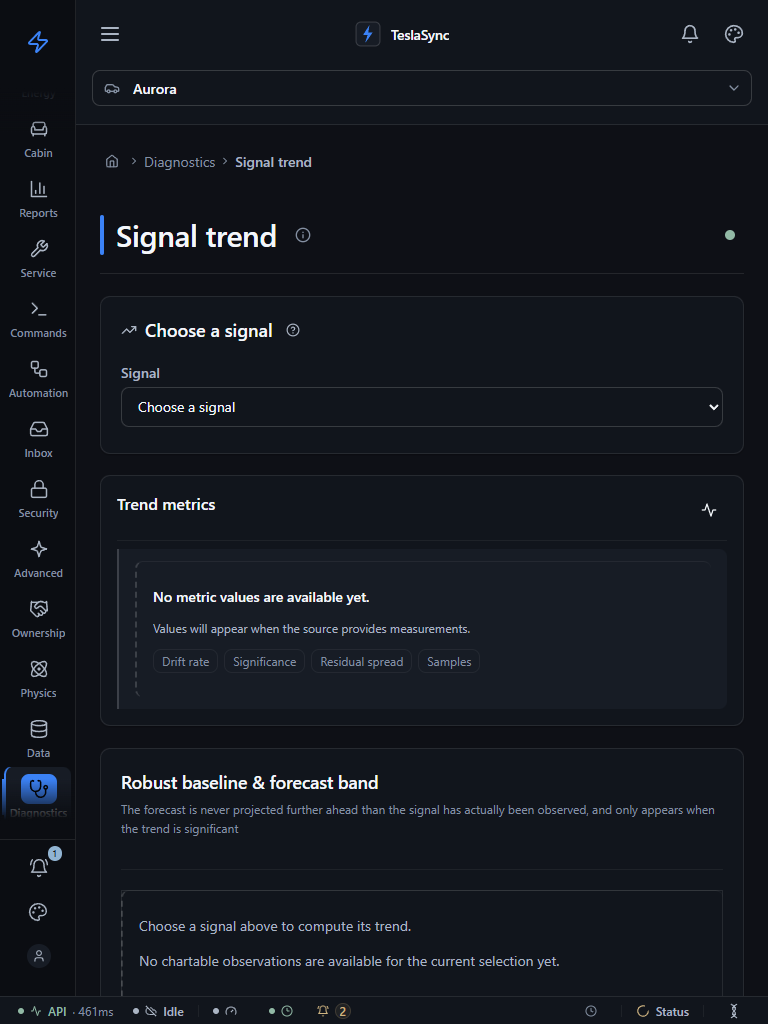 TeslaSync
Aurora
Energy
Cabin
Reports
Service
Commands
Automation
Inbox
Security
Advanced
Ownership
Physics
Data
Diagnostics
1
Diagnostics
Signal trend
Signal trend
Choose a signal
Signal
Choose a signal
Trend metrics
No metric values are available yet.
Values will appear when the source provides measurements.
Drift rate
Significance
Residual spread
Samples
Robust baseline & forecast band
The forecast is never projected further ahead than the signal has actually been observed, and only appears when
the trend is significant
Choose a signal above to compute its trend.
No chartable observations are available for the current selection yet.
API · 461ms
Idle
2
Status